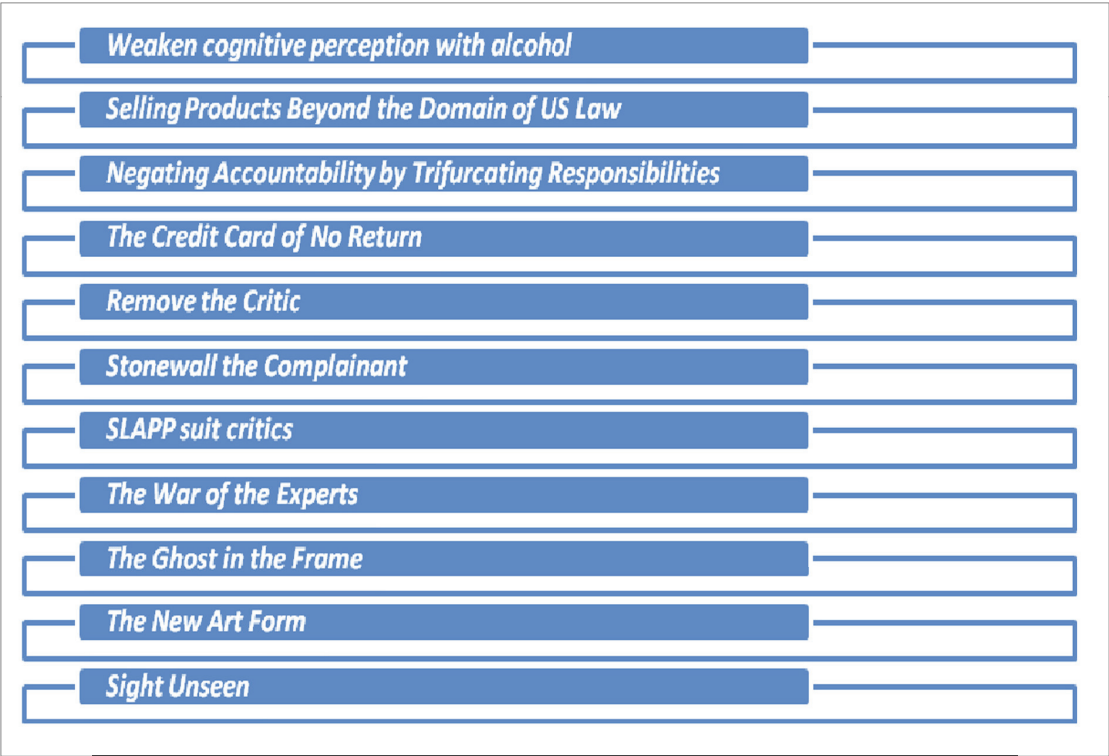 Weaken cognitive perception with alcohol
Selling Products Beyond the Domain of US Law
Negating Accountability by Trifurcating Responsibilities
The Credit Card of No Return
Remove the Critic
Stonewall the Complainant
SLAPP suit critics
The War of the Experts
The Ghost in the Frame
The New Art Form
Sight Unseen